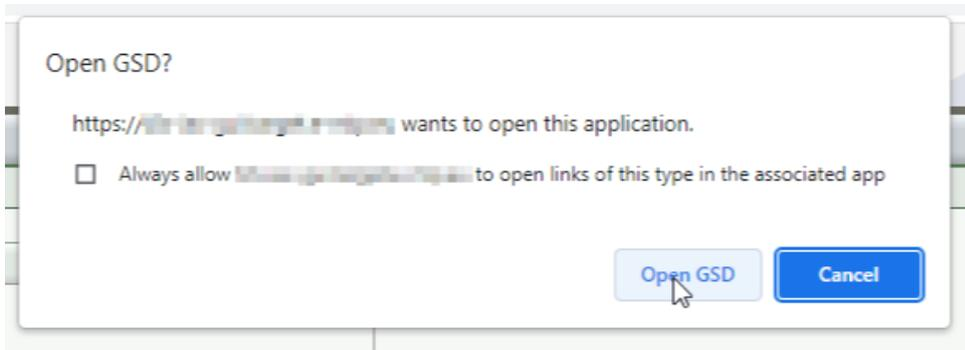 Open GSD?
https:// wants to open this application.
Always allow to open links of this type in the associated app
Open GSD
Cancel